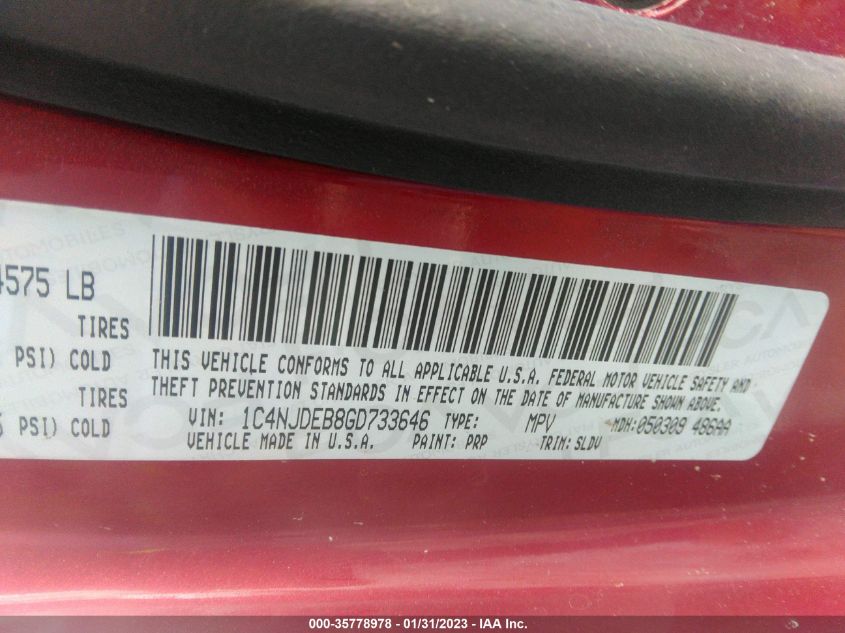 4575 LB
TIRES
PSI) COLD
TIRES
PSI) COLD
THIS VEHICLE CONFORMS TO ALL APPLICABLE U.S.A. FEDERAL MOTOR VEHICLE SAFETY AND
THEFT PREVENTION STANDARDS IN EFFECT ON THE DATE OF MANUFACTURE SHOWN ABOVE.
VIN: 1C4NJDEB8GD733646 TYPE: MPV MDH:050309 486AA
VEHICLE MADE IN U.S.A. PAINT: PRP TRIM: SLDV
000-35778978 - 01/31/2023 - IAA Inc.